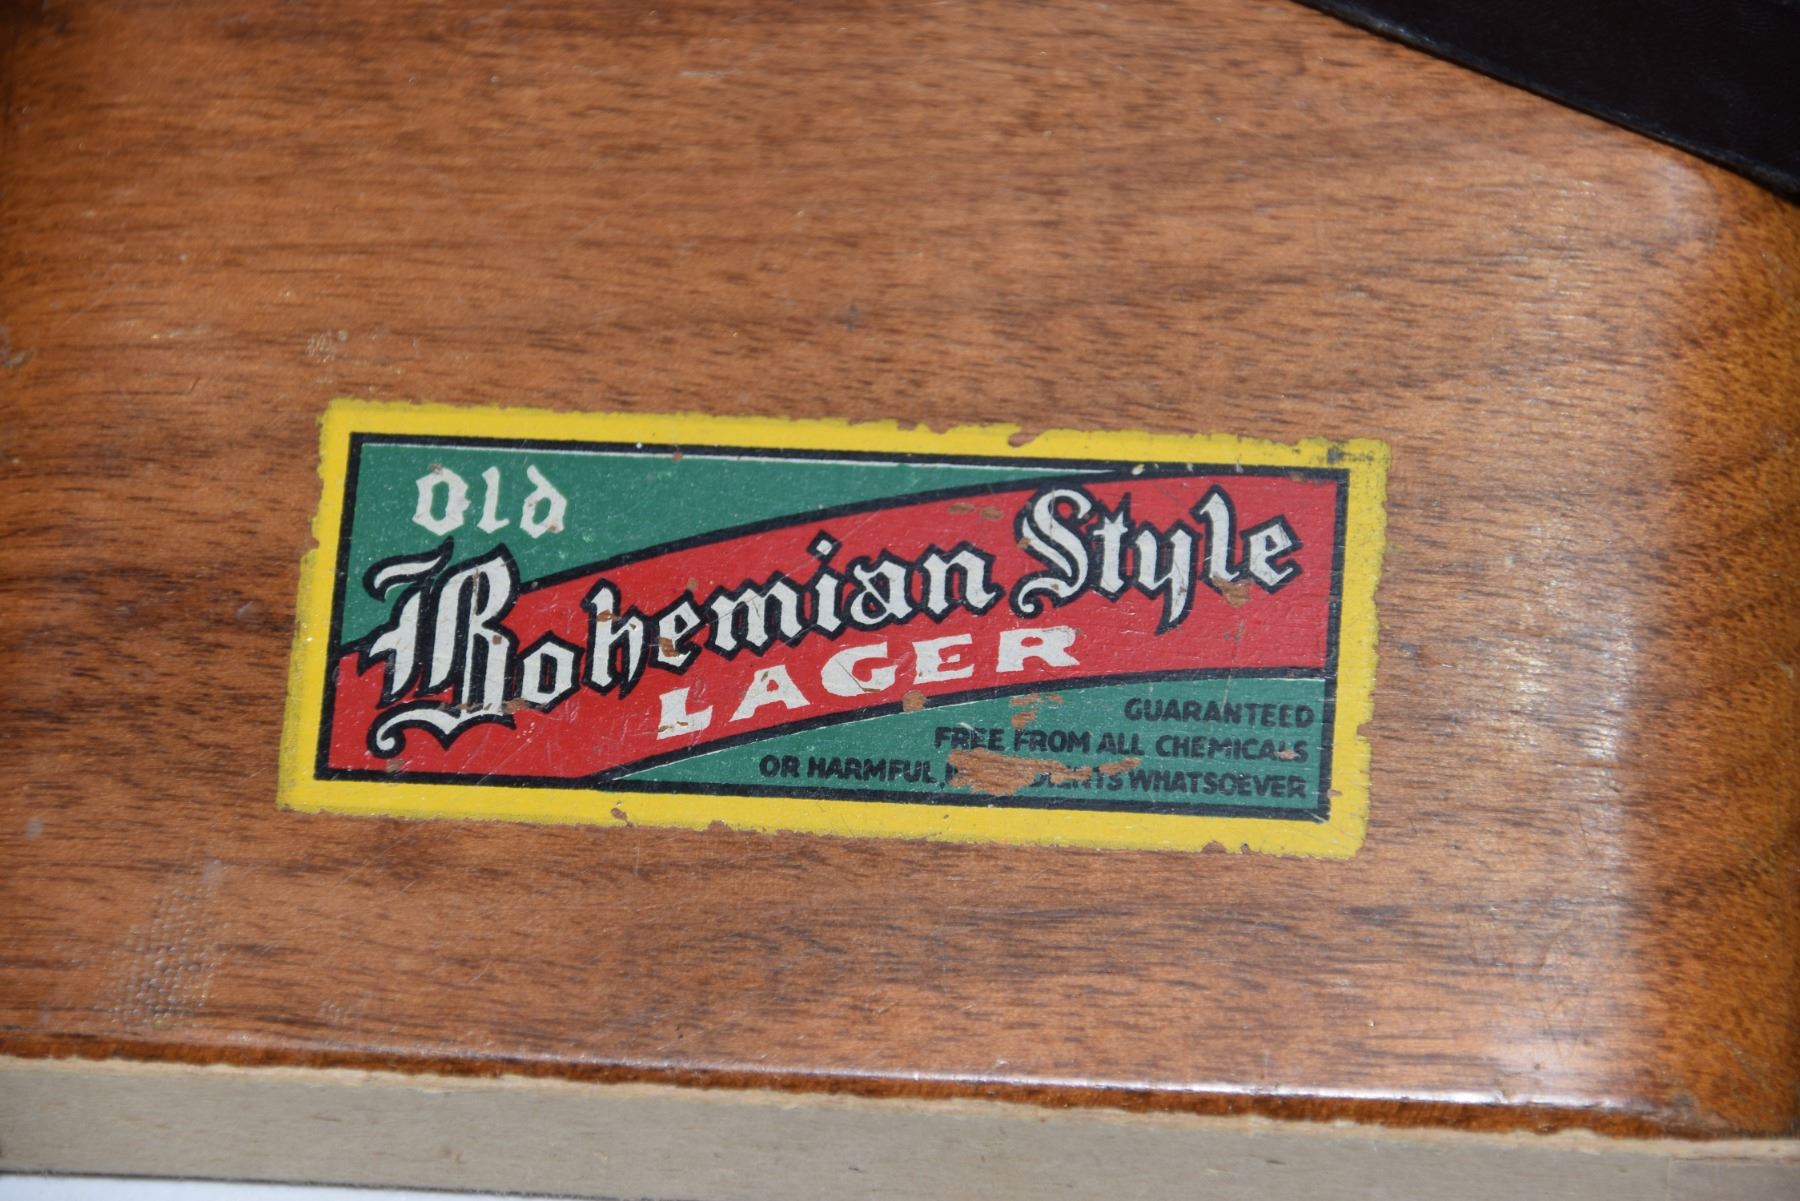 Old
Bohemian Style
LAGER
GUARANTEED
FREE FROM ALL CHEMICALS
OR HARMFUL WHATSOEVER